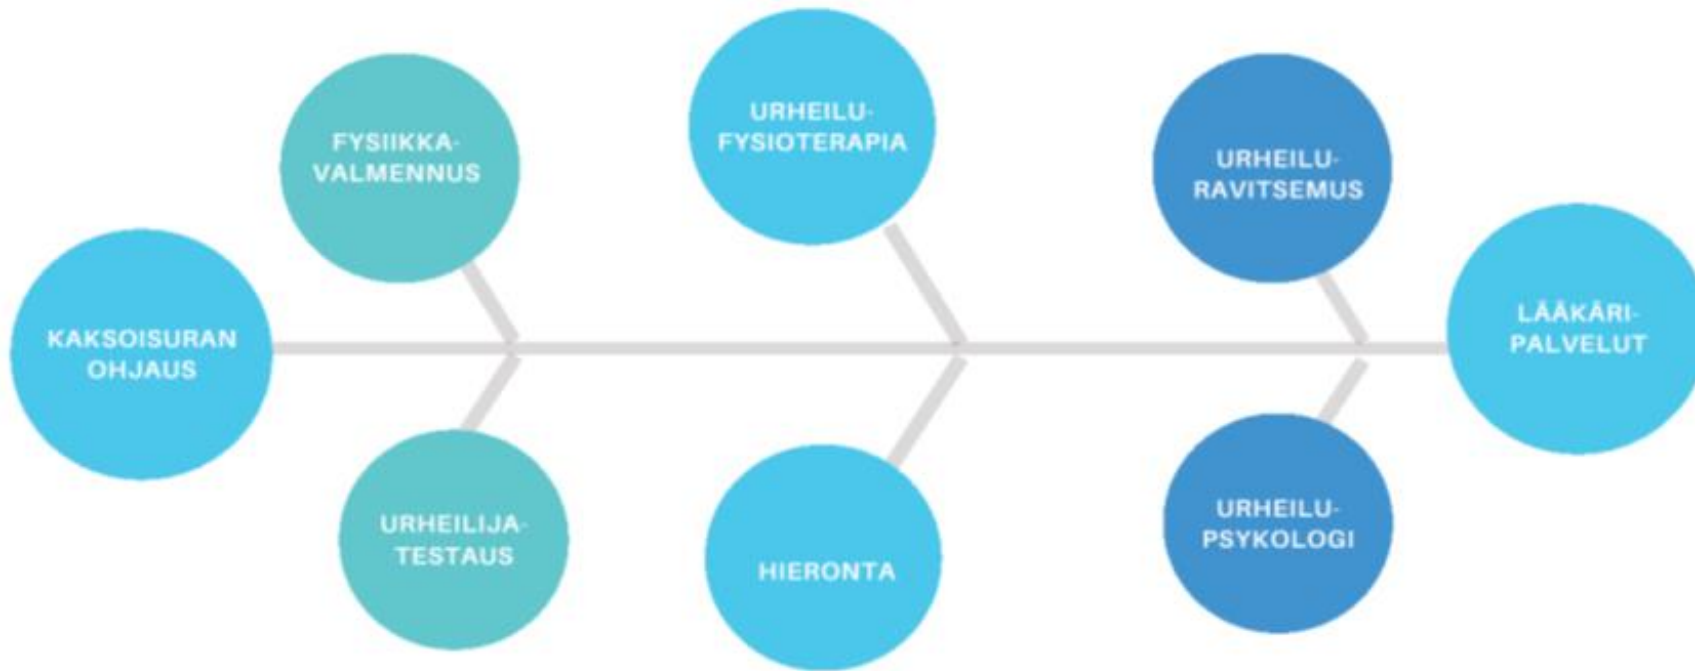 FYSIIKKA-
VALMENNUS
URHEILU-
FYSIOTERAPIA
URHEILU-
RAVITSEMUS
KAKSOISURAN
OHJAUS
LÄÄKÄRI-
PALVELUT
URHEILIJA-
TESTAUS
HIERONTA
URHEILU-
PSYKOLOGI